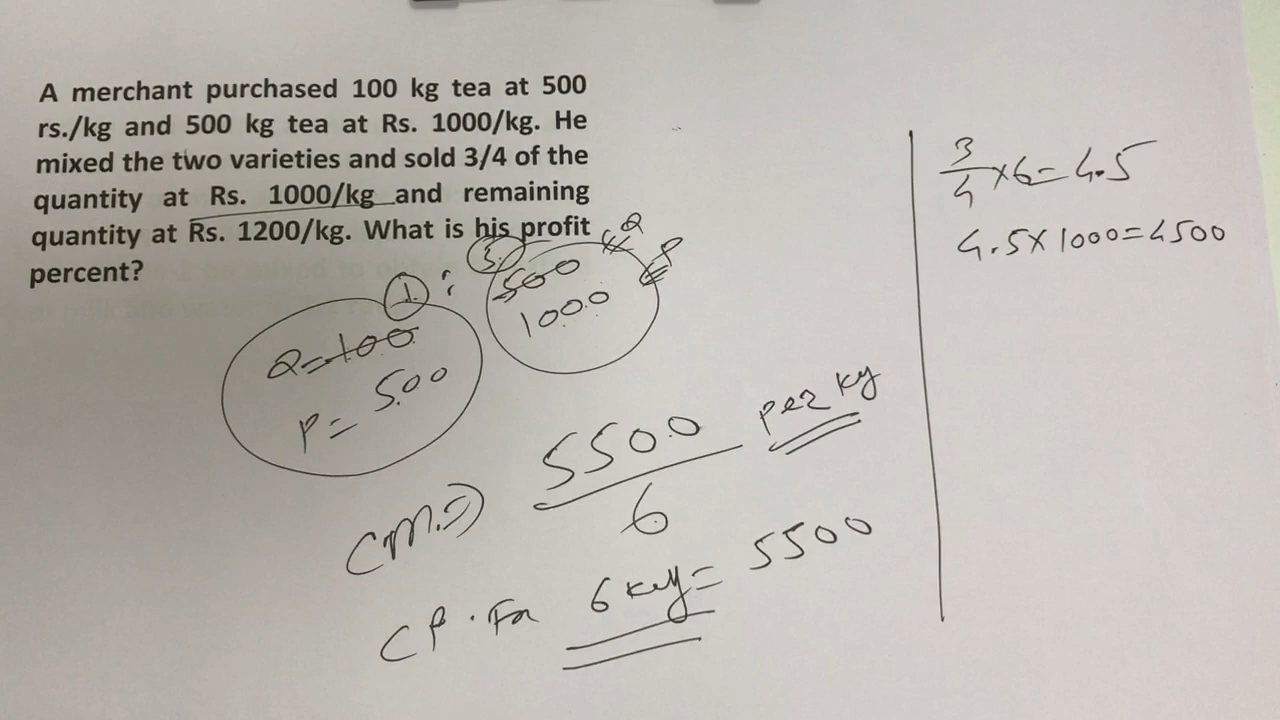 A merchant purchased 100 kg tea at 500
rs./kg and 500 kg tea at Rs. 1000/kg. He
mixed the two varieties and sold 3/4 of the
quantity at Rs. 1000/kg and remaining
quantity at Rs. 1200/kg. What is his profit
percent?
1 : 5
Q=100
P= 500
500 Q
1000 P
CM.⇒ 5500/6 per kg
CP. For 6 kg= 5500
3/4 ×6=4.5
4.5×1000=4500